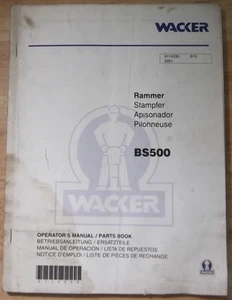 WACKER
Rammer
Stampfer
Apisonador
Pilonneuse
BS500
WACKER
OPERATOR'S MANUAL / PARTS BOOK
BETRIEBSANLEITUNG / ERSATZTEILE
MANUAL DE OPERACION / LISTA DE REPUESTOS
NOTICE D'EMPLOI / LISTE DE PIECES DE RECHANGE